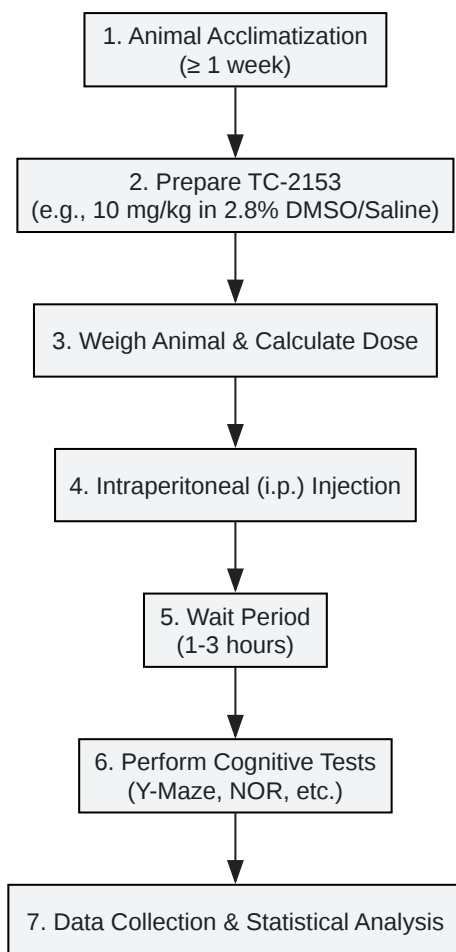 1. Animal Acclimatization
(≥ 1 week)
2. Prepare TC-2153
(e.g., 10 mg/kg in 2.8% DMSO/Saline)
3. Weigh Animal & Calculate Dose
4. Intraperitoneal (i.p.) Injection
5. Wait Period
(1-3 hours)
6. Perform Cognitive Tests
(Y-Maze, NOR, etc.)
7. Data Collection & Statistical Analysis